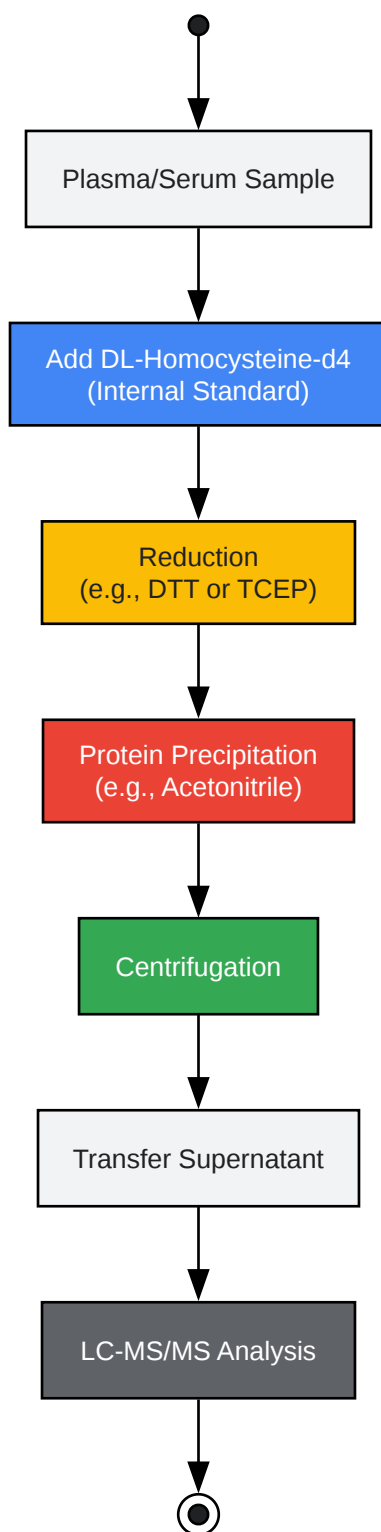 Plasma/Serum Sample
Add DL-Homocysteine-d4
(Internal Standard)
Reduction
(e.g., DTT or TCEP)
Protein Precipitation
(e.g., Acetonitrile)
Centrifugation
Transfer Supernatant
LC-MS/MS Analysis